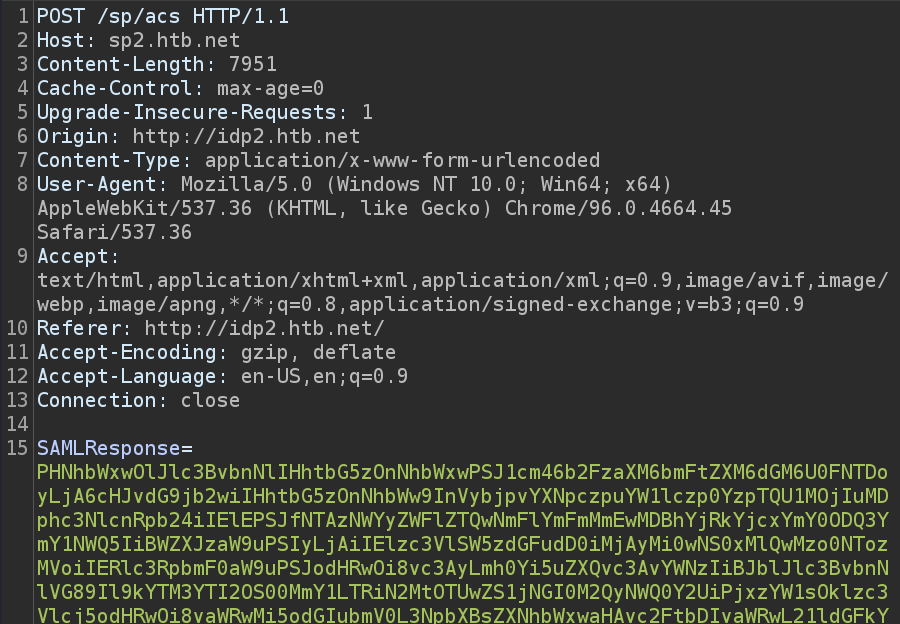 1 POST /sp/acs HTTP/1.1
2 Host: sp2.htb.net
3 Content-Length: 7951
4 Cache-Control: max-age=0
5 Upgrade-Insecure-Requests: 1
6 Origin: http://idp2.htb.net
7 Content-Type: application/x-www-form-urlencoded
8 User-Agent: Mozilla/5.0 (Windows NT 10.0; Win64; x64)
AppleWebKit/537.36 (KHTML, like Gecko) Chrome/96.0.4664.45
Safari/537.36
9 Accept:
text/html,application/xhtml+xml,application/xml;q=0.9,image/avif,image/
webp,image/apng,*/*;q=0.8,application/signed-exchange;v=b3;q=0.9
10 Referer: http://idp2.htb.net/
11 Accept-Encoding: gzip, deflate
12 Accept-Language: en-US,en;q=0.9
13 Connection: close
14
15 SAMLResponse=
PHNhbWxwOlJlc3BvbnNlIHhtbG5zOnNhbWxwPSJ1cm46b2FzaXM6bmFtZXM6dGM6U0FNTDo
yLjA6cHJvdG9jb2wiIHhtbG5zOnNhbWw9InVybjpvYXNpczpuYW1lczp0YzpTQU1MOjIuMD
phc3NlcnRpb24iIElEPSJfNTAzNWYyZWFlZTQwNmFlYmFmMmEwMDBhYjRkYjcxYmY0ODQ3Y
mY1NWQ5IiBWZXJzaW9uPSIyLjAiIElzc3VlSW5zdGFudD0iMjAyMi0wNS0xMlQwMzo0NToz
MVoiIERlc3RpbmF0aW9uPSJodHRwOi8vc3AyLmh0Yi5uZXQvc3AvYWNzIiBJblJlc3BvbnN
lVG89Il9kYTM3YTI2OS00MmY1LTRiN2MtOTUwZS1jNGI0M2QyNWQ0Y2UiPjxzYW1sOklzc3
Vlcj5odHRwOi8vaWRwMi5odGIubmV0L3NpbXBsZXNhbWxwaHAvc2FtbDIvaWRwL21ldGFkY